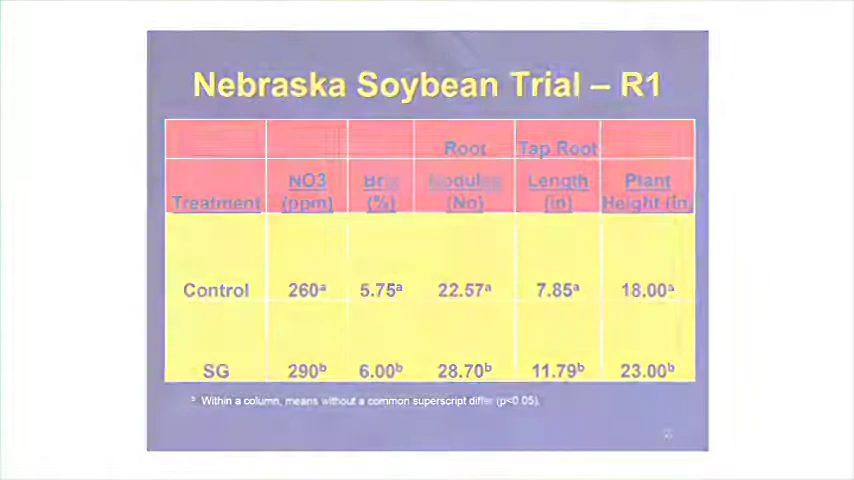 Nebraska Soybean Trial – R1
Root Tap Root
NO3 Brix Nodules Length Plant
Treatment (ppm) (%) (No) (in) Height (in)
Control 260ᵃ 5.75ᵃ 22.57ᵃ 7.85ᵃ 18.00ᵃ
SG 290ᵇ 6.00ᵇ 28.70ᵇ 11.79ᵇ 23.00ᵇ
Within a column, means without a common superscript differ (p<0.05).